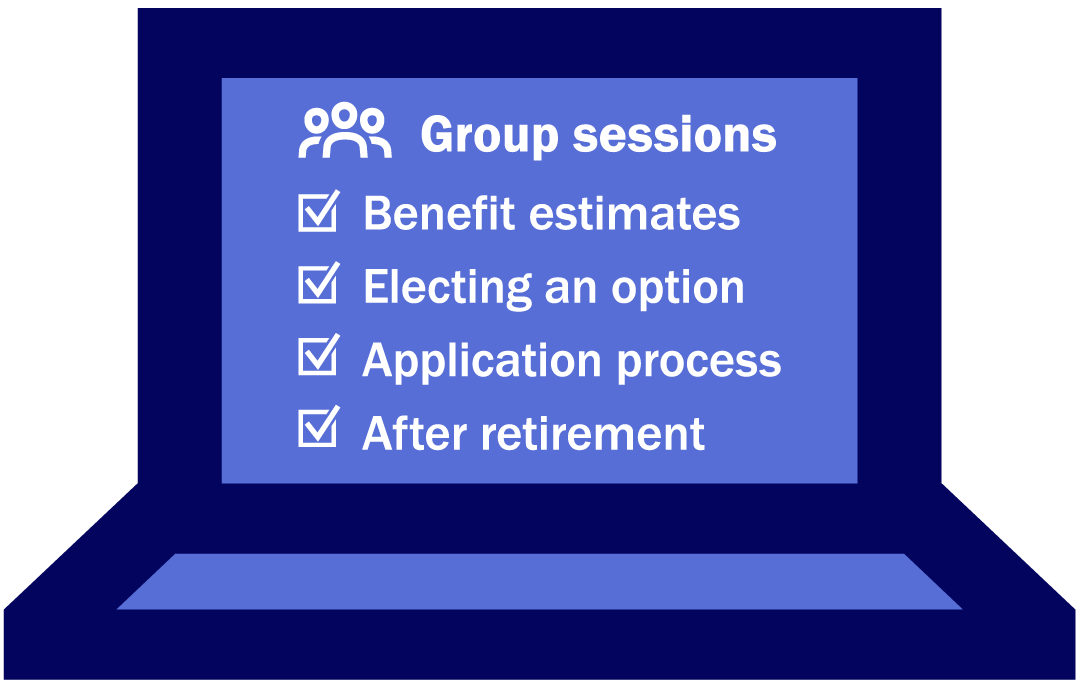 Group sessions
Benefit estimates
Electing an option
Application process
After retirement